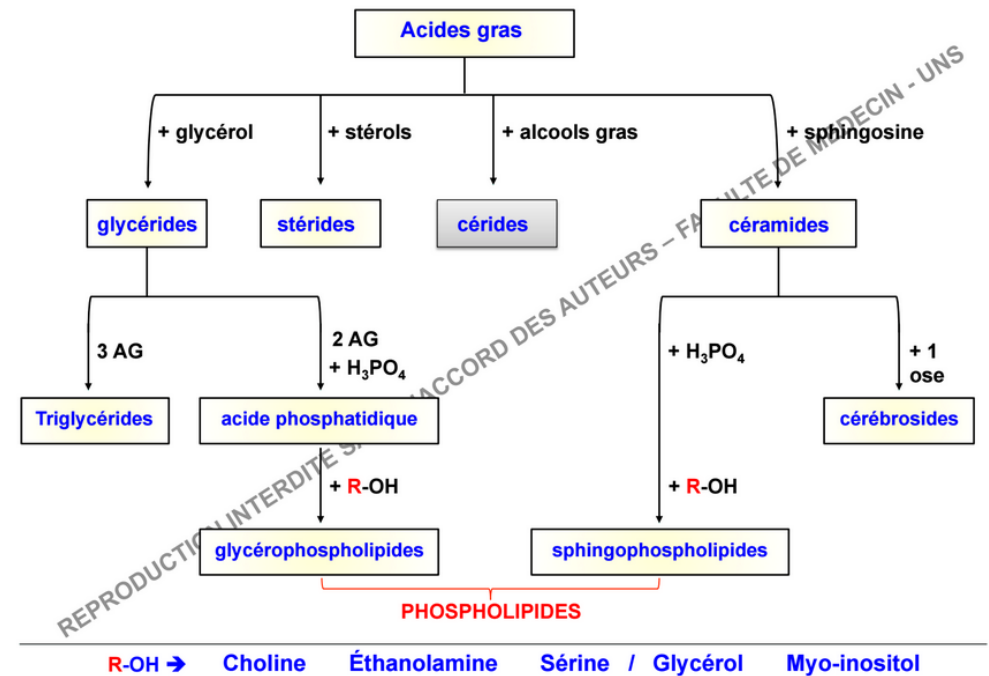 Acides gras
+ glycérol + stérols + alcools gras + sphingosine
glycérides stérides cérides céramides
3 AG
2 AG
+ H₃PO₄
+ H₃PO₄
+ 1
ose
Triglycérides acide phosphatidique cérébrosides
+ R-OH + R-OH
glycérophospholipides sphingophospholipides
PHOSPHOLIPIDES
R-OH ➔ Choline Éthanolamine Sérine / Glycérol Myo-inositol
REPRODUCTION INTERDITE ACCORD DES AUTEURS – FACULTE DE MEDECIN - UNS